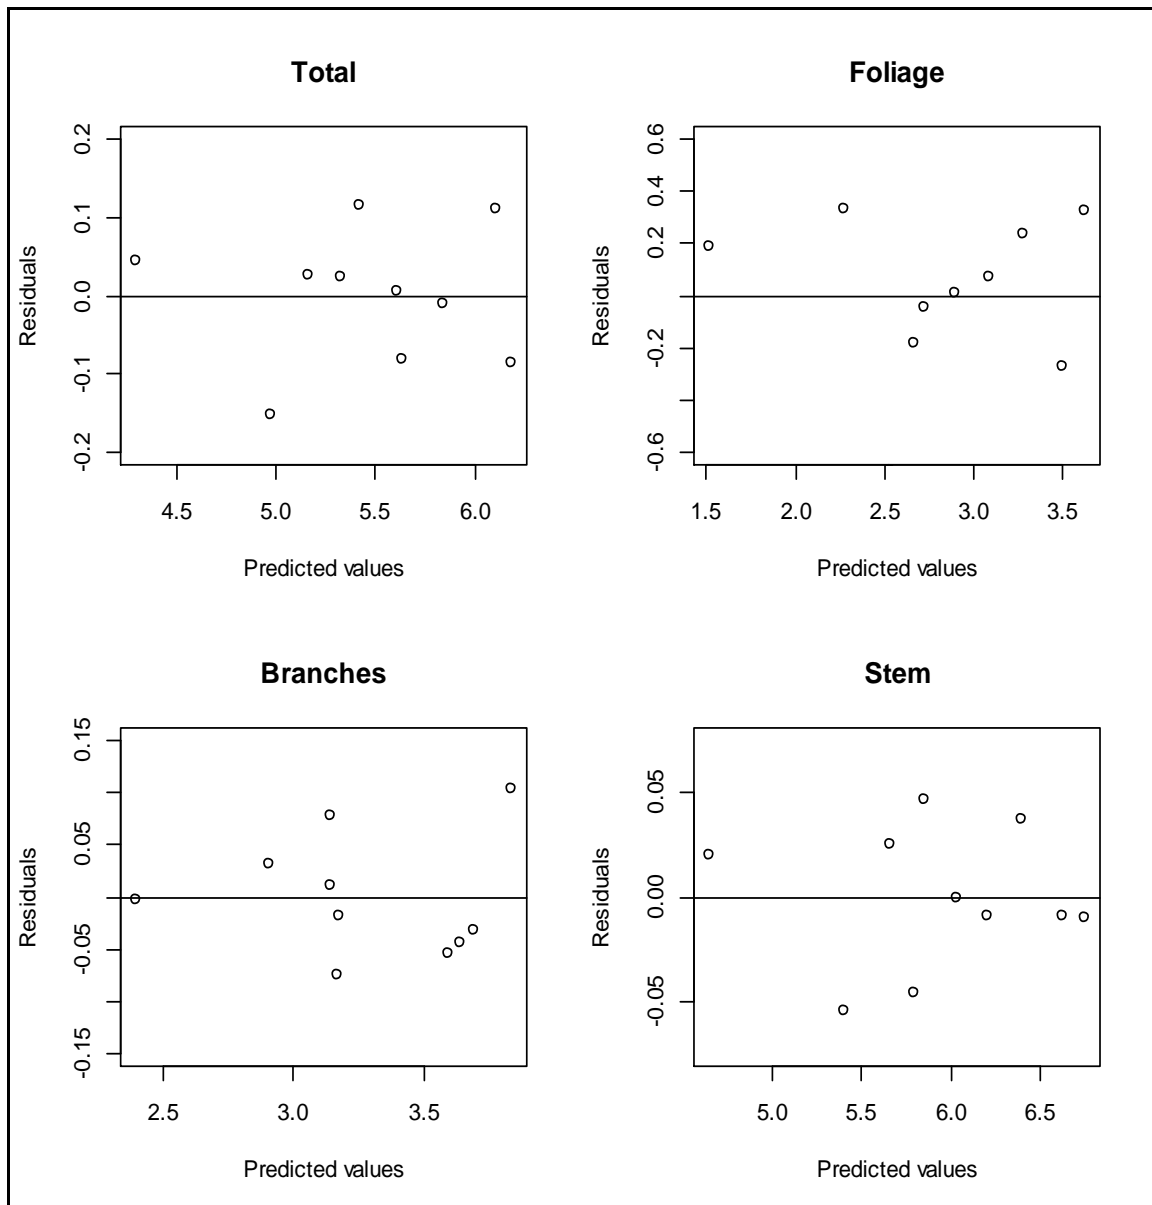 Total
Residuals
0.2
0.1
0.0
-0.1
-0.2
4.5 5.0 5.5 6.0
Predicted values
Foliage
Residuals
0.6
0.4
0.2
-0.2
-0.6
1.5 2.0 2.5 3.0 3.5
Predicted values
Branches
Residuals
0.15
0.05
-0.05
-0.15
2.5 3.0 3.5
Predicted values
Stem
Residuals
0.05
0.00
-0.05
5.0 5.5 6.0 6.5
Predicted values